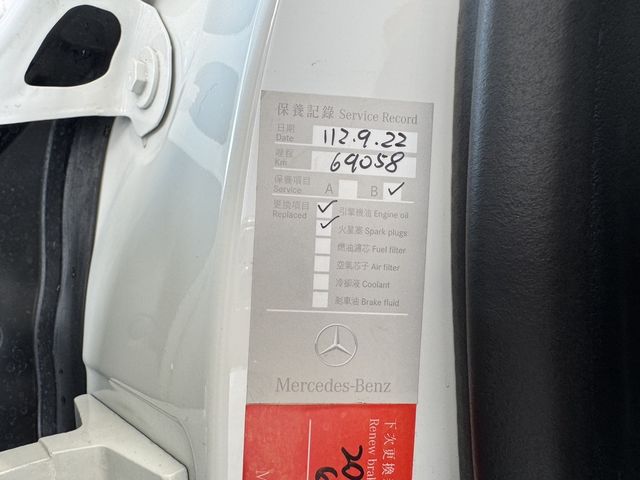 保養記錄 Service Record
日期 Date 112.9.22
哩程 Km 69058
保養項目 Service A B ✓
更換項目 Replaced ✓ 引擎機油 Engine oil
✓ 火星塞 Spark plugs
燃油濾芯 Fuel filter
空氣芯子 Air filter
冷卻液 Coolant
剎車油 Brake fluid
Mercedes-Benz
下次更換
Renew brak
20